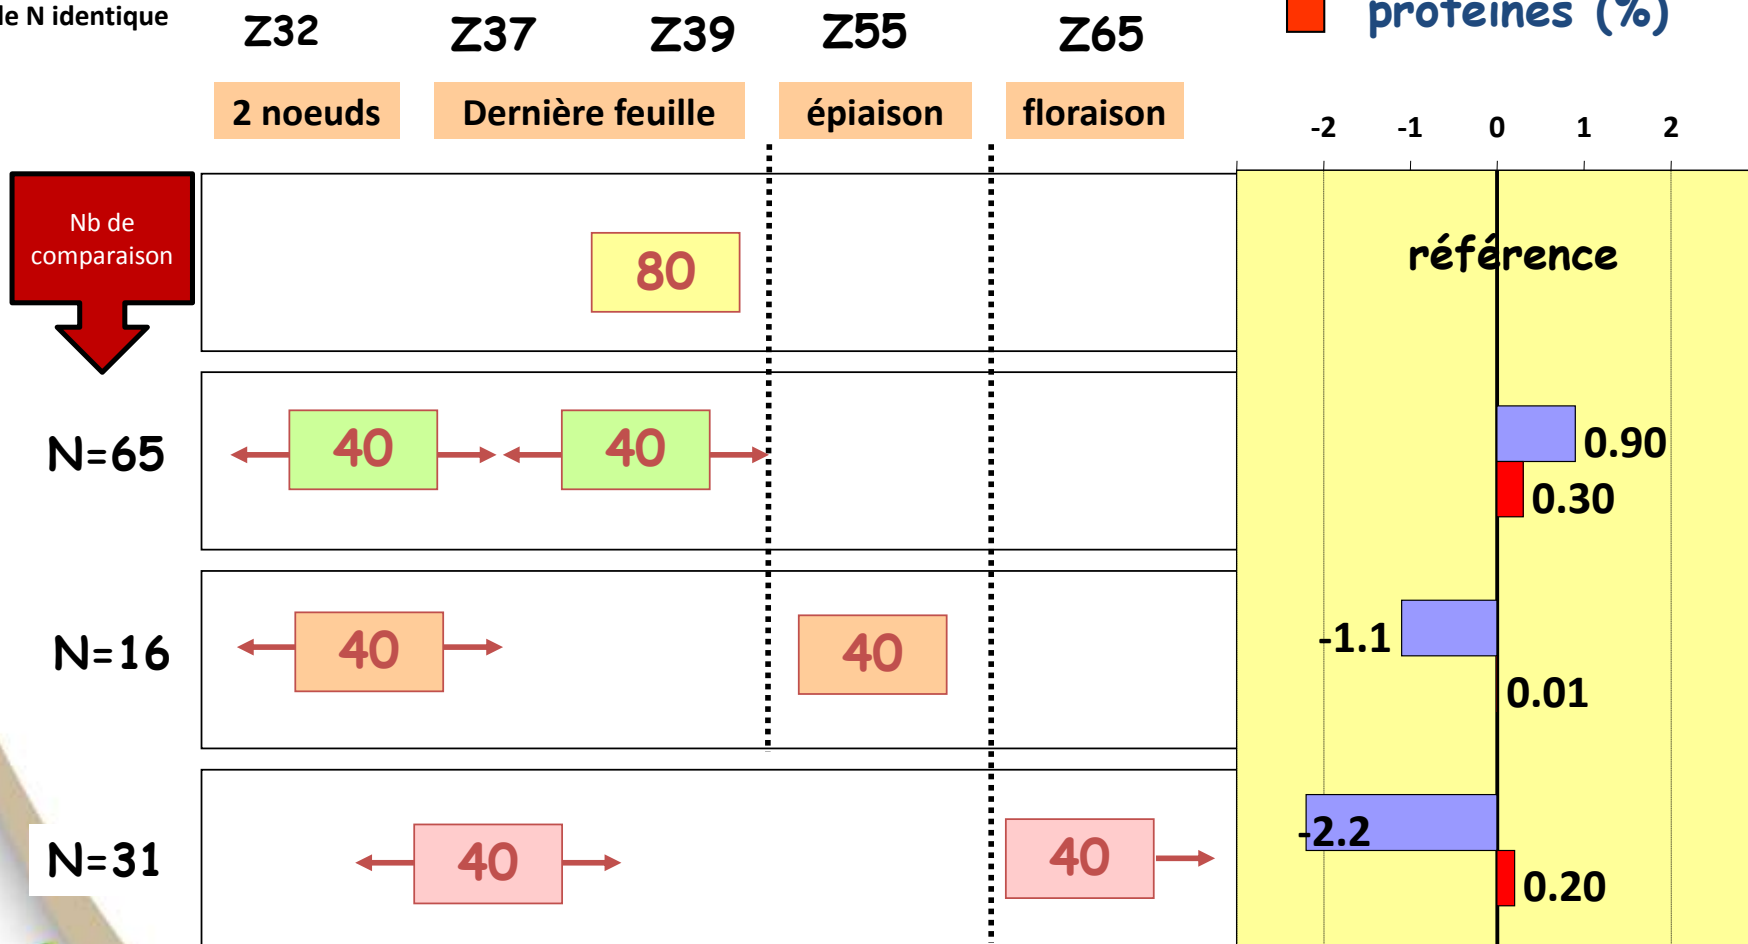 de N identique
Z32 Z37 Z39 Z55 Z65
protéines (%)
2 noeuds Dernière feuille épiaison floraison
-2 -1 0 1 2
Nb de
comparaison
80
référence
N=65 40 40 0.90
0.30
N=16 40 40 -1.1
0.01
N=31 40 40 -2.2
0.20